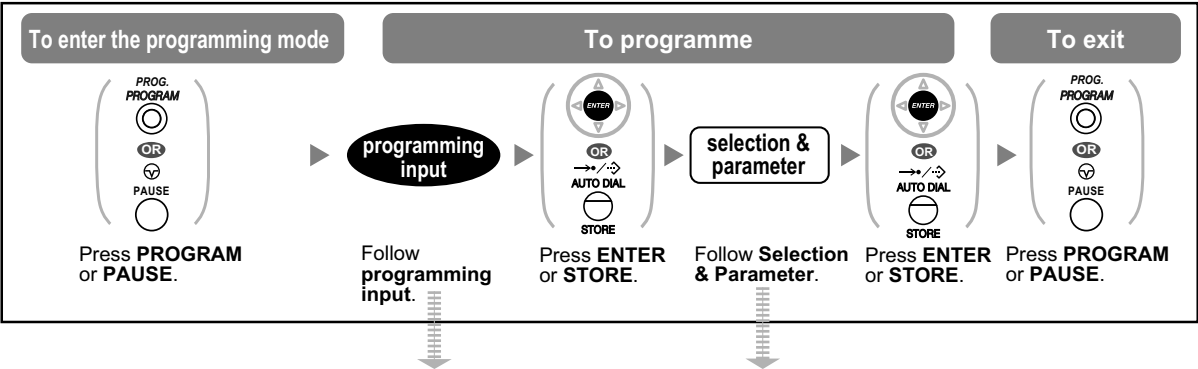 To enter the programming mode
To programme
To exit
PROG.
PROGRAM
OR
PAUSE
Press PROGRAM
or PAUSE.
programming
input
Follow
programming
input.
ENTER
OR
AUTO DIAL
STORE
Press ENTER
or STORE.
selection &
parameter
Follow Selection
& Parameter.
ENTER
OR
AUTO DIAL
STORE
Press ENTER
or STORE.
PROG.
PROGRAM
OR
PAUSE
Press PROGRAM
or PAUSE.